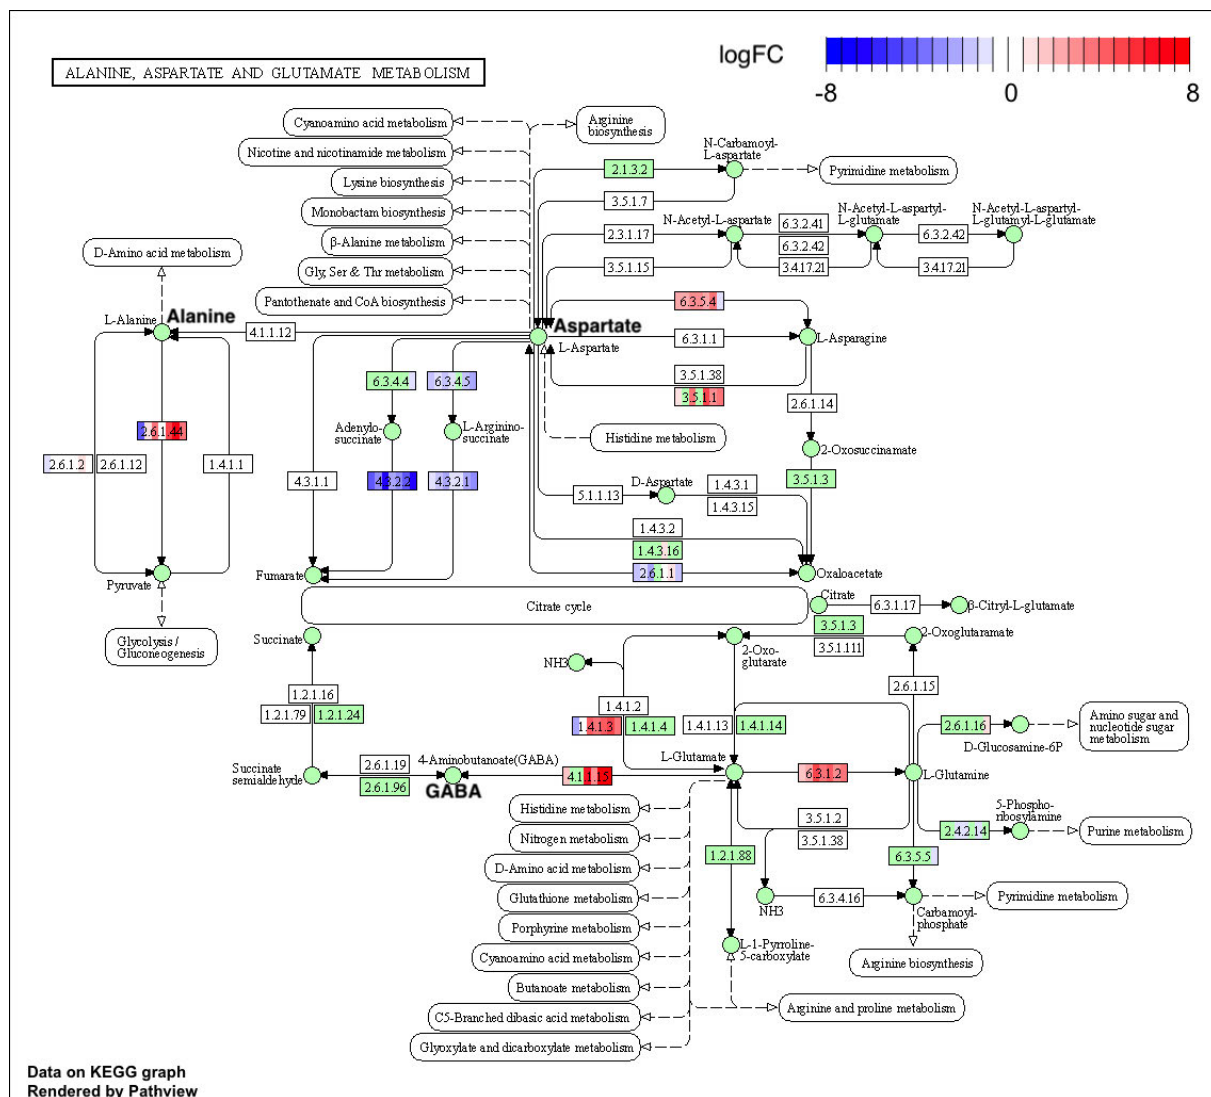 logFC
-8 0 8
ALANINE, ASPARTATE AND GLUTAMATE METABOLISM
Cyanoamino acid metabolism
Arginine
biosynthesis
Nicotine and nicotinamide metabolism
N-Carbamoyl-
L-aspartate
2.1.3.2
Pyrimidine metabolism
Lysine biosynthesis
3.5.1.7
Monobactam biosynthesis
N-Acetyl-L-aspartate
6.3.2.41
N-Acetyl-L-aspartyl-
L-glutamate
N-Acetyl-L-aspartyl-
L-glutamyl-L-glutamate
β-Alanine metabolism
2.3.1.17
6.3.2.42
6.3.2.42
D-Amino acid metabolism
Gly, Ser & Thr metabolism
3.5.1.15
3.4.17.21
3.4.17.21
Pantothenate and CoA biosynthesis
6.3.5.4
L-Alanine
Alanine
4.1.1.12
Aspartate
L-Aspartate
6.3.1.1
L-Asparagine
6.3.4.4
6.3.4.5
3.5.1.38
3.5.1.1
2.6.1.14
2.6.1.44
Adenylo-
succinate
L-Arginino-
succinate
Histidine metabolism
2-Oxosuccinamate
2.6.1.2
2.6.1.12
1.4.1.1
4.3.1.1
4.3.2.2
4.3.2.1
D-Aspartate
1.4.3.1
3.5.1.3
5.1.1.13
1.4.3.15
1.4.3.2
1.4.3.16
Pyruvate
Fumarate
2.6.1.1
Oxaloacetate
Citrate cycle
Citrate
6.3.1.17
β-Citryl-L-glutamate
Glycolysis /
Gluconeogenesis
Succinate
3.5.1.3
3.5.1.111
2-Oxoglutaramate
NH3
2-Oxo-
glutarate
1.2.1.16
1.2.1.79
1.2.1.24
1.4.1.2
1.4.1.3
1.4.1.4
1.4.1.13
1.4.1.14
2.6.1.15
2.6.1.16
Amino sugar and
nucleotide sugar
metabolism
D-Glucosamine-6P
Succinate
semialdehyde
2.6.1.19
2.6.1.96
4-Aminobutanoate(GABA)
GABA
4.1.1.15
L-Glutamate
6.3.1.2
L-Glutamine
Histidine metabolism
Nitrogen metabolism
D-Amino acid metabolism
Glutathione metabolism
Porphyrine metabolism
Cyanoamino acid metabolism
Butanoate metabolism
C5-Branched dibasic acid metabolism
Glyoxylate and dicarboxylate metabolism
3.5.1.2
3.5.1.38
5-Phospho-
ribosylamine
2.4.2.14
Purine metabolism
1.2.1.88
6.3.5.5
NH3
6.3.4.16
Carbamoyl-
phosphate
Pyrimidine metabolism
L-1-Pyrroline-
5-carboxylate
Arginine biosynthesis
Arginine and proline metabolism
Data on KEGG graph
Rendered by Pathview